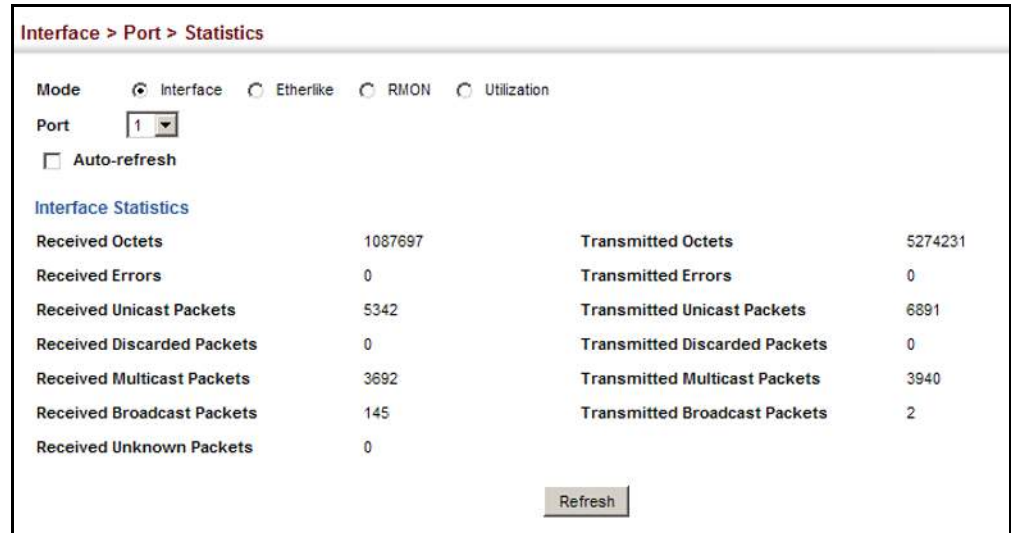 Interface > Port > Statistics
Mode Interface Etherlike RMON Utilization
Port 1
Auto-refresh
Interface Statistics
Received Octets 1087697 Transmitted Octets 5274231
Received Errors 0 Transmitted Errors 0
Received Unicast Packets 5342 Transmitted Unicast Packets 6891
Received Discarded Packets 0 Transmitted Discarded Packets 0
Received Multicast Packets 3692 Transmitted Multicast Packets 3940
Received Broadcast Packets 145 Transmitted Broadcast Packets 2
Received Unknown Packets 0
Refresh